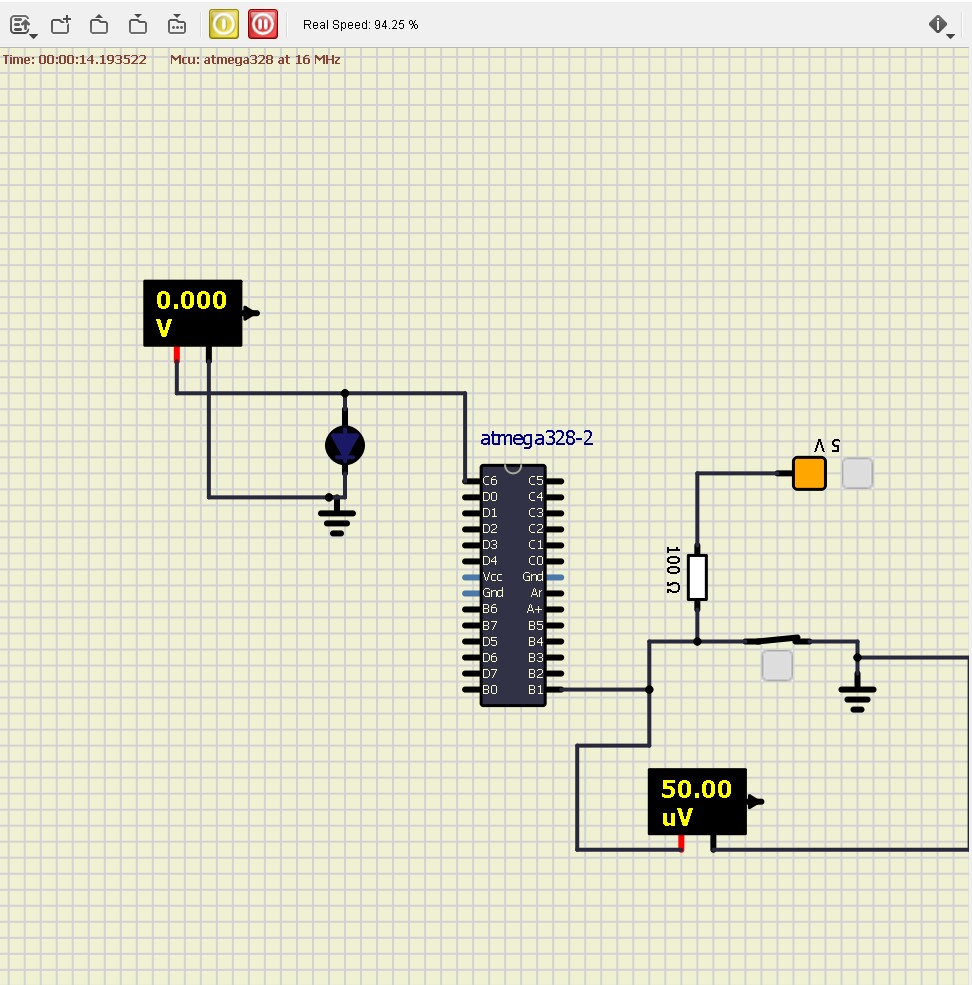 Real Speed: 94.25 %
Time: 00:00:14.193522 Mcu: atmega328 at 16 MHz
0.000
V
atmega328-2
5 V
C6 C5
D0 C4
D1 C3
D2 C2
D3 C1
D4 C0
Vcc Gnd
Gnd Ar
B6 A+
B7 B5
D5 B4
D6 B3
D7 B2
B0 B1
100 Ω
50.00
uV